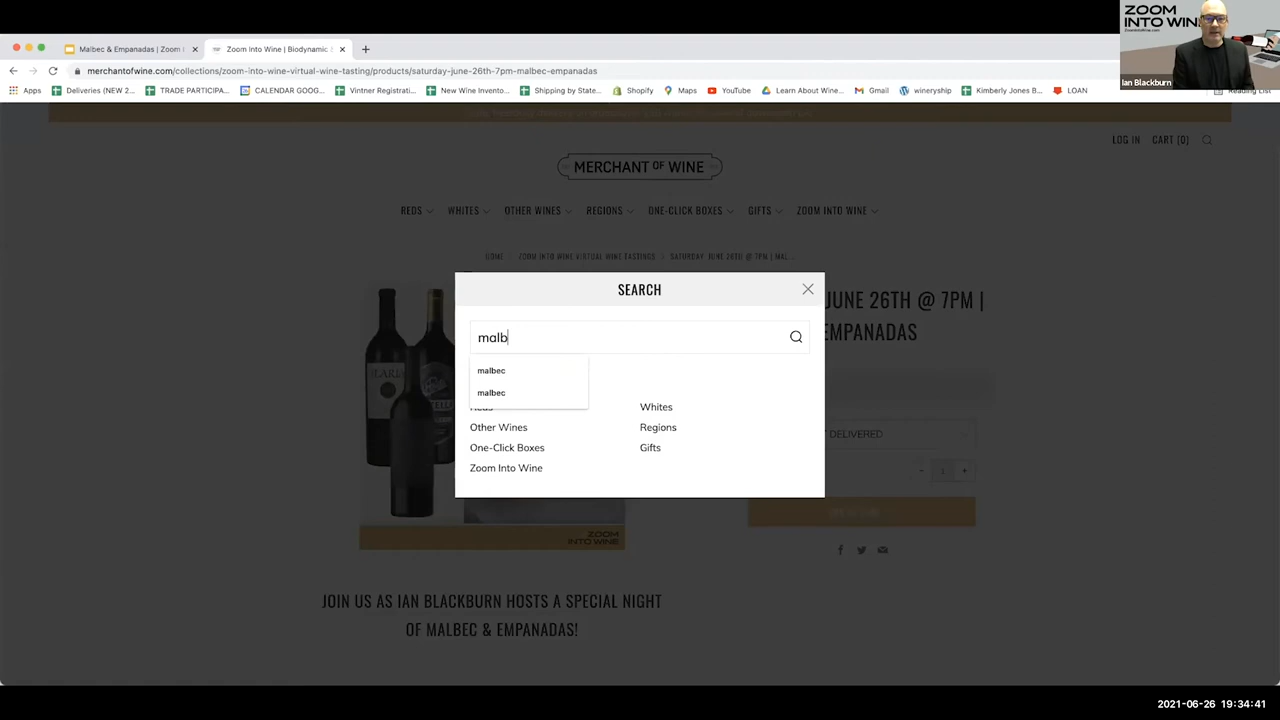 ZOOM
INTO WINE
ZoomIntoWine.com
Ian Blackburn
Malbec & Empanadas | Zoom I
Zoom Into Wine | Biodynamic S
merchantofwine.com/collections/zoom-into-wine-virtual-wine-tasting/products/saturday-june-26th-7pm-malbec-empanadas
Apps
Deliveries (NEW 2...
TRADE PARTICIPA...
CALENDAR GOOG...
Vintner Registrati...
New Wine Invento...
Shipping by State...
Shopify
Maps
YouTube
Learn About Wine...
Gmail
wineryship
Kimberly Jones B...
LOAN
Reading List
LOG IN
CART (0)
MERCHANT OF WINE
REDS
WHITES
OTHER WINES
REGIONS
ONE-CLICK BOXES
GIFTS
ZOOM INTO WINE
HOME
ZOOM INTO WINE VIRTUAL WINE TASTINGS
SATURDAY JUNE 26TH @ 7PM | MAL...
SEARCH
malb
malbec
malbec
Reds
Whites
Other Wines
Regions
One-Click Boxes
Gifts
Zoom Into Wine
JUNE 26TH @ 7PM |
EMPANADAS
DELIVERED
-
1
+
ZOOM
INTO WINE
JOIN US AS IAN BLACKBURN HOSTS A SPECIAL NIGHT
OF MALBEC & EMPANADAS!
2021-06-26 19:34:41